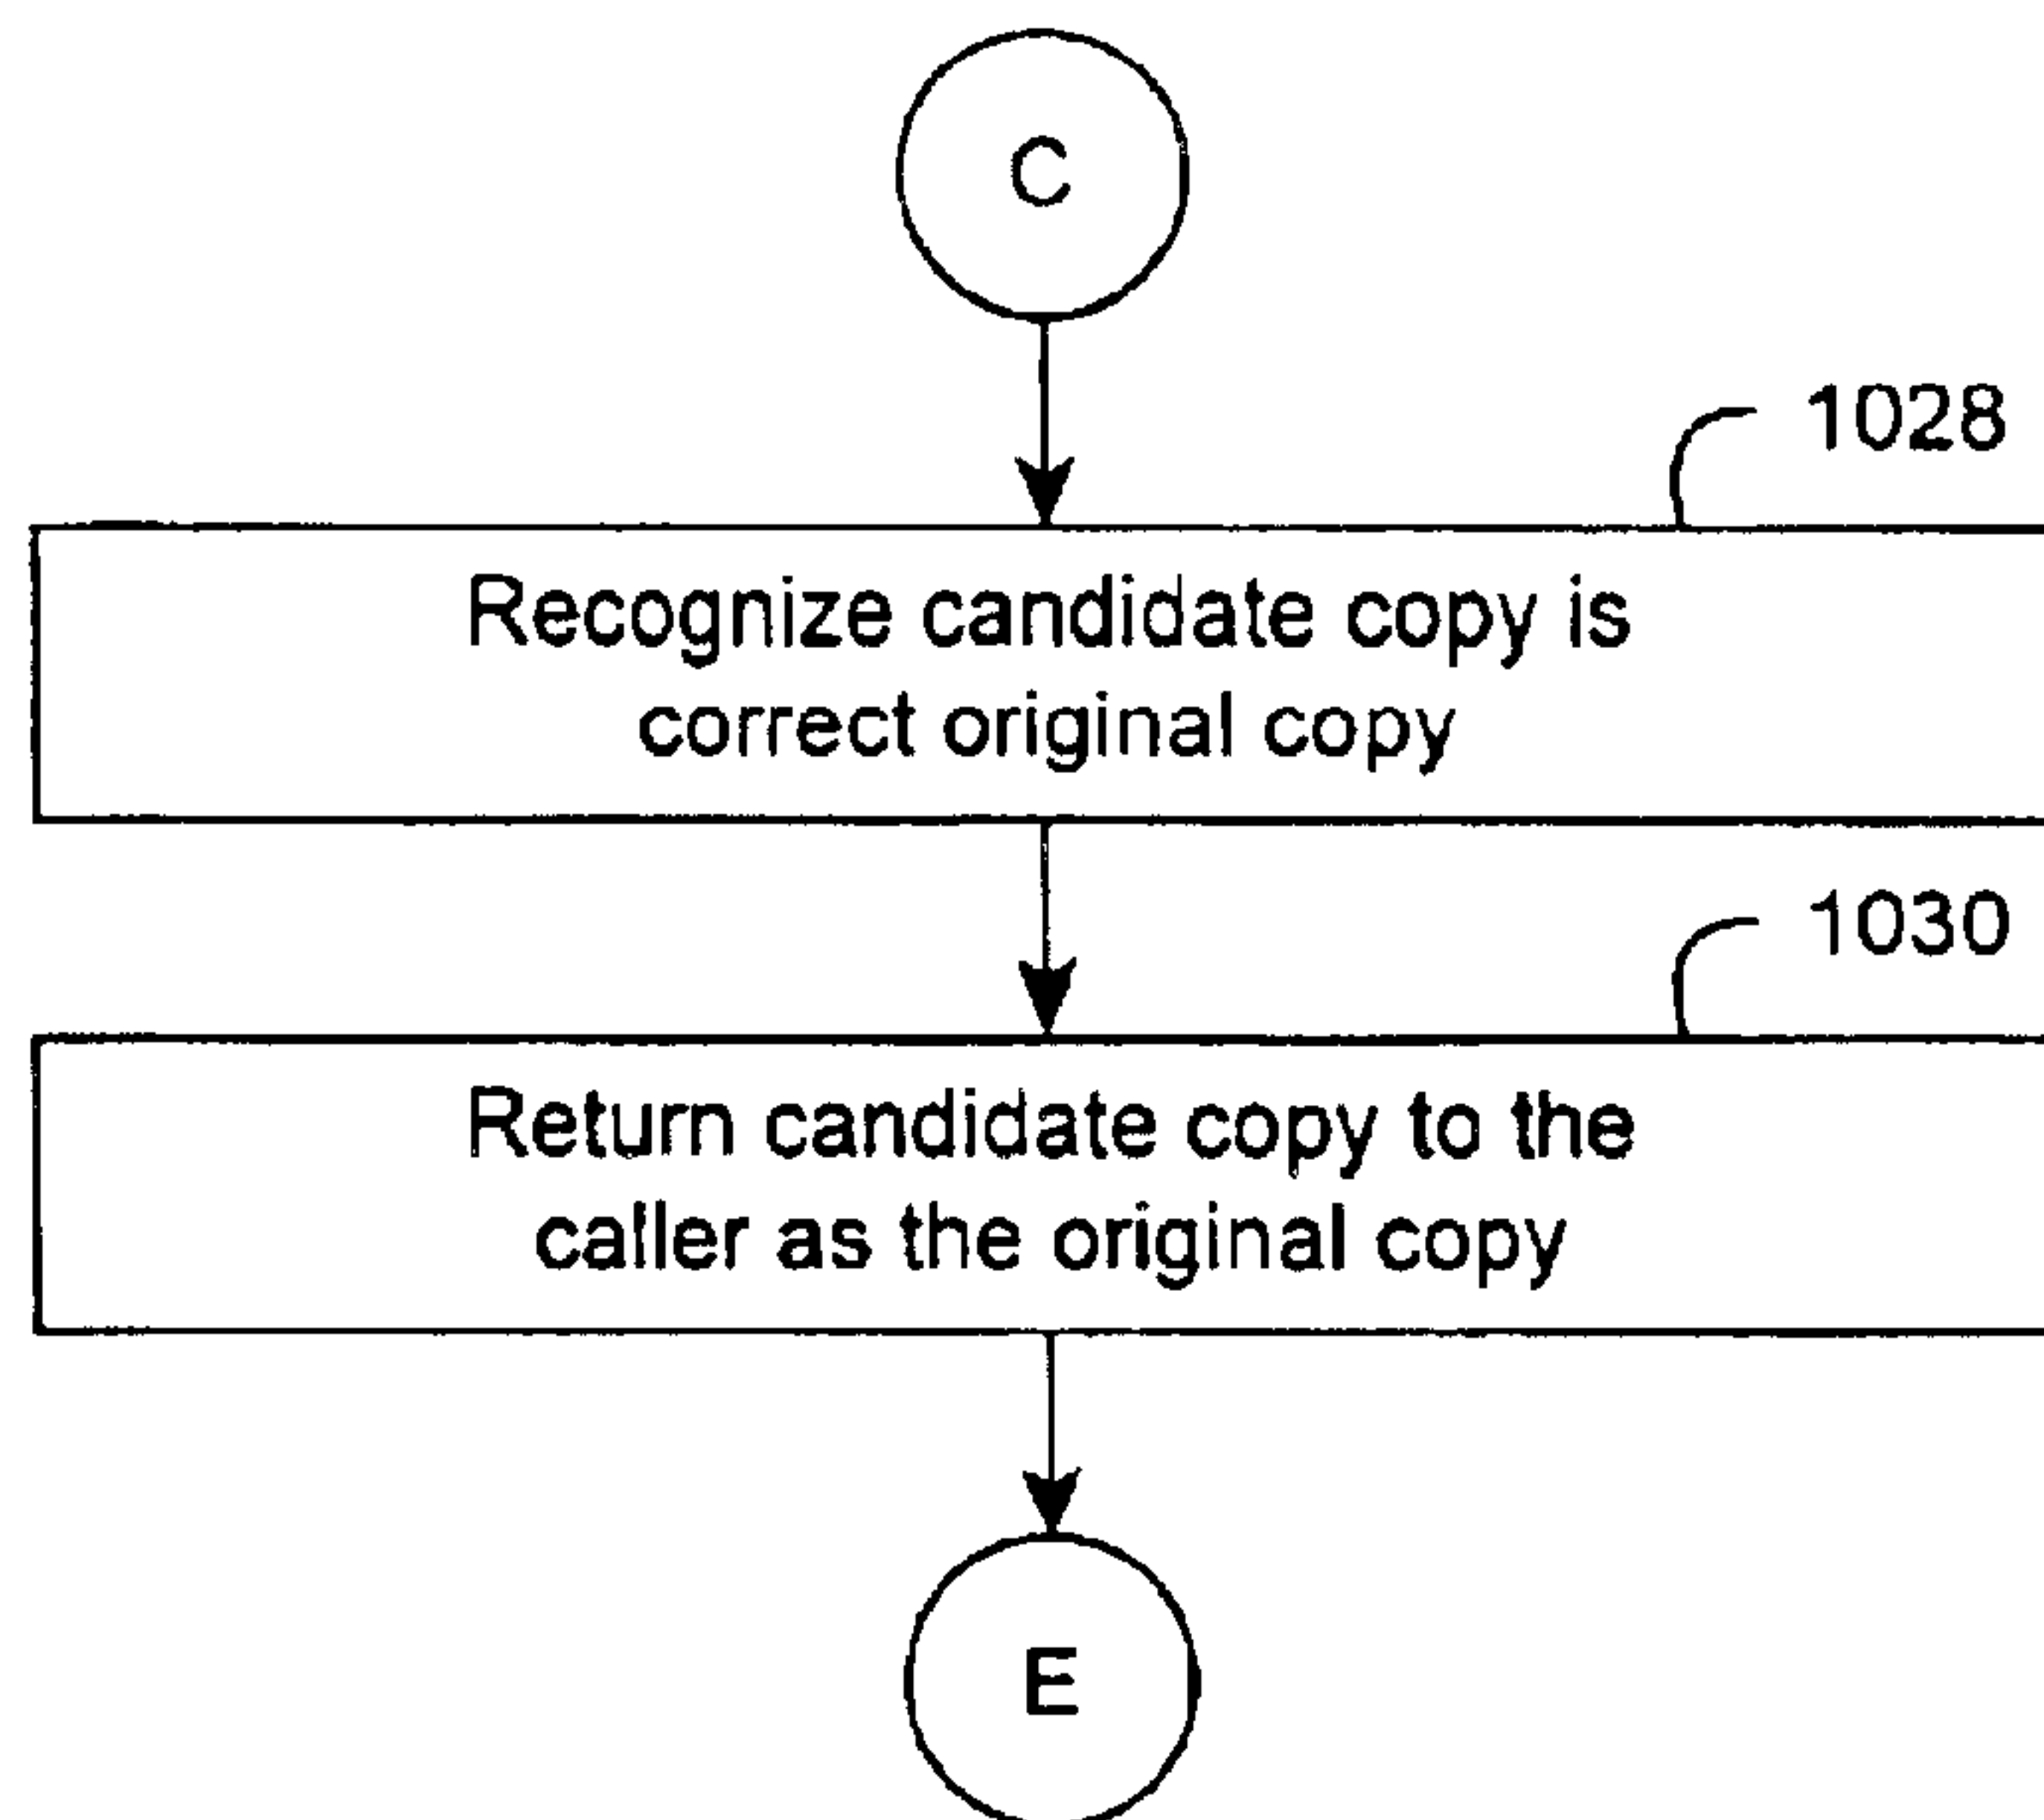 C
1028
Recognize candidate copy is
correct original copy
1030
Return candidate copy to the
caller as the original copy
E